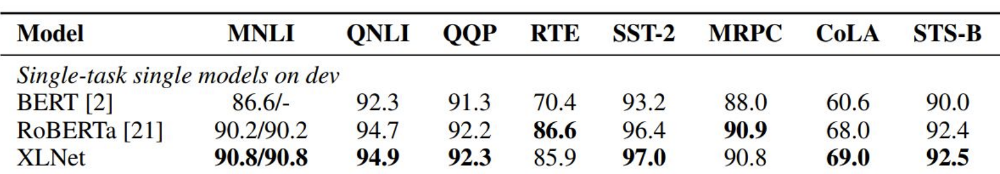 Model MNLI QNLI QQP RTE SST-2 MRPC CoLA STS-B
Single-task single models on dev
BERT [2] 86.6/- 92.3 91.3 70.4 93.2 88.0 60.6 90.0
RoBERTa [21] 90.2/90.2 94.7 92.2 86.6 96.4 90.9 68.0 92.4
XLNet 90.8/90.8 94.9 92.3 85.9 97.0 90.8 69.0 92.5